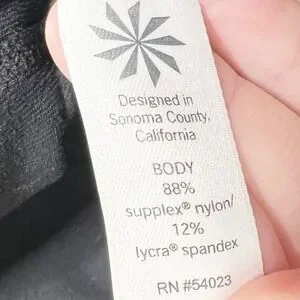 Designed in
Sonoma County,
California
BODY
88%
supplex® nylon/
12%
lycra® spandex
RN #54023